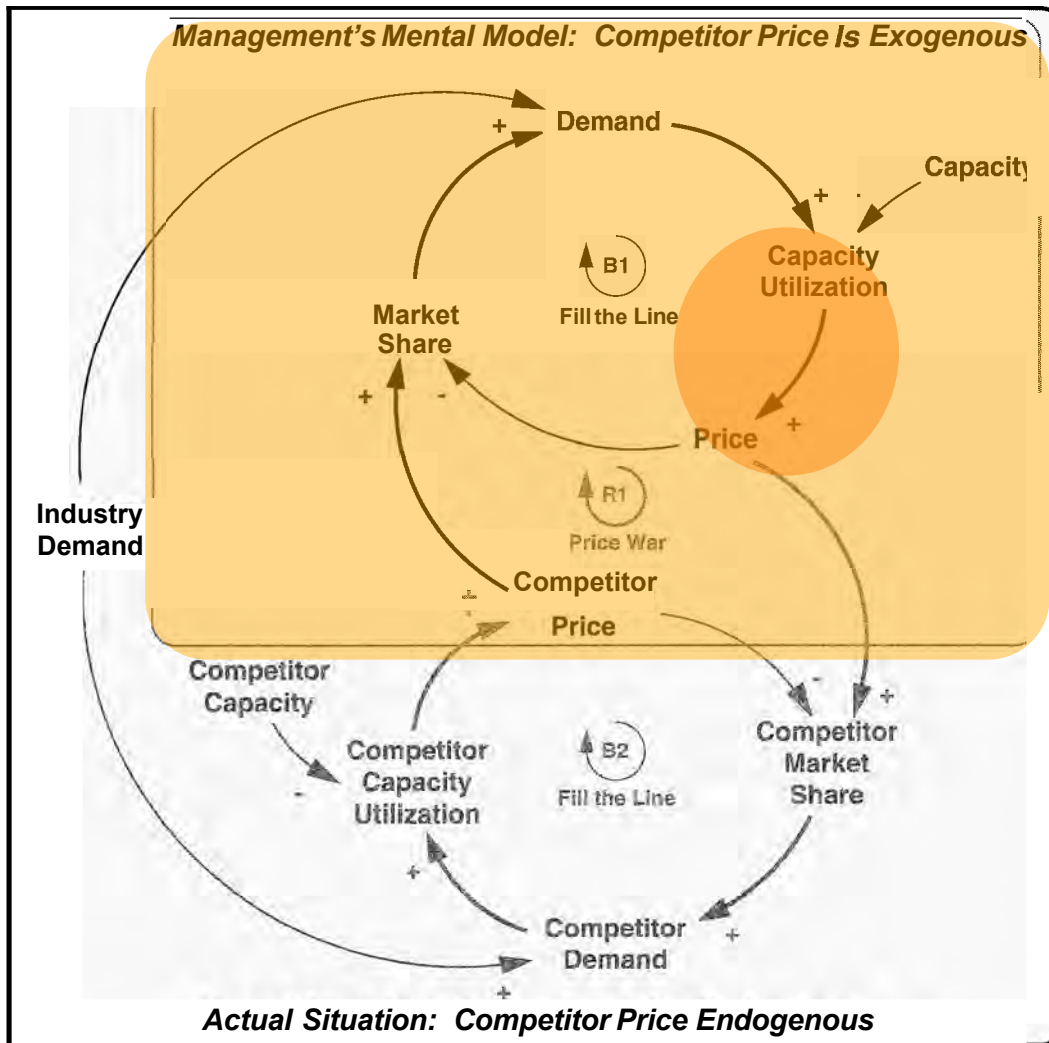 Management's Mental Model: Competitor Price Is Exogenous
+
Demand
Capacity
+ -
Capacity
Utilization
B1
Fill the Line
Market
Share
+ -
Price
+
R1
Price War
Industry
Demand
Competitor
Price
+
Competitor
Capacity
-
+
Competitor
Capacity
Utilization
-
B2
Fill the Line
Competitor
Market
Share
+
Competitor
Demand
+
+
Actual Situation: Competitor Price Endogenous